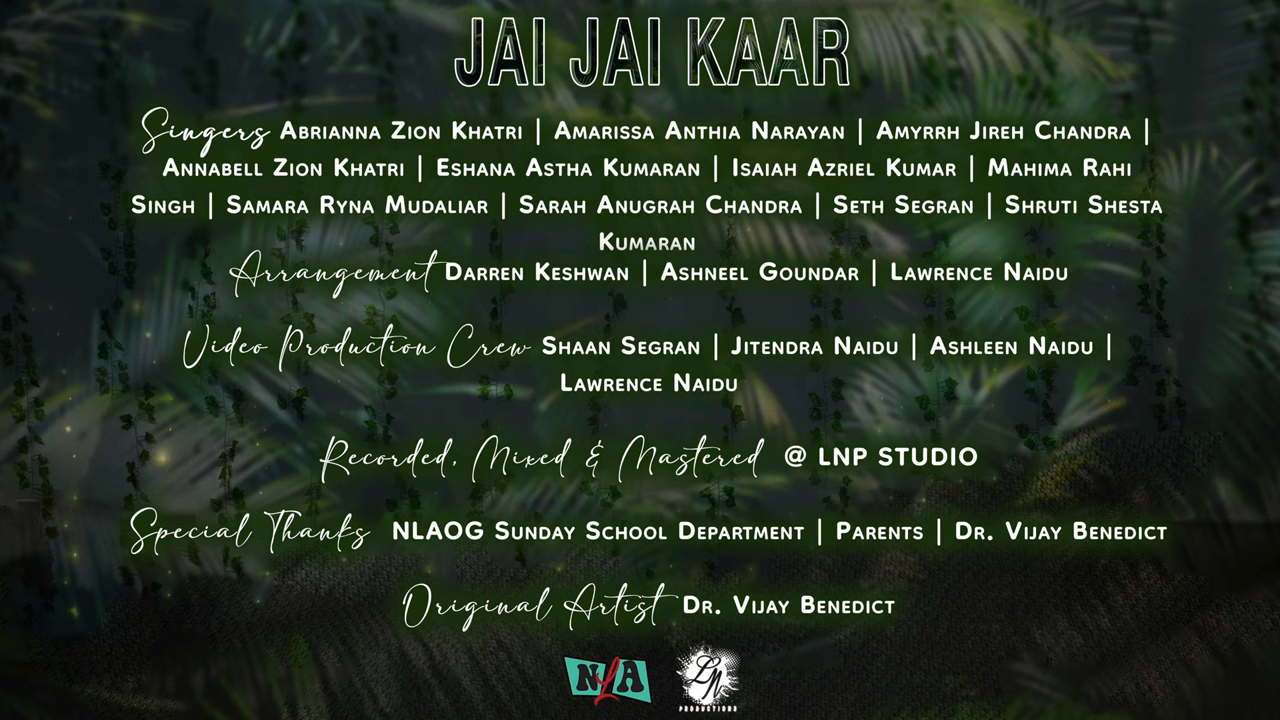 JAI JAI KAAR
Singers Abrianna Zion Khatri | Amarissa Anthia Narayan | Amyrrh Jireh Chandra |
Annabell Zion Khatri | Eshana Astha Kumaran | Isaiah Azriel Kumar | Mahima Rahi
Singh | Samara Ryna Mudaliar | Sarah Anugrah Chandra | Seth Segran | Shruti Shesta
Kumaran
Arrangement Darren Keshwan | Ashneel Goundar | Lawrence Naidu
Video Production Crew Shaan Segran | Jitendra Naidu | Ashleen Naidu |
Lawrence Naidu
Recorded, Mixed & Mastered @ LNP STUDIO
Special Thanks NLAOG Sunday School Department | Parents | Dr. Vijay Benedict
Original Artist Dr. Vijay Benedict
NLA
LN
PRODUCTIONS